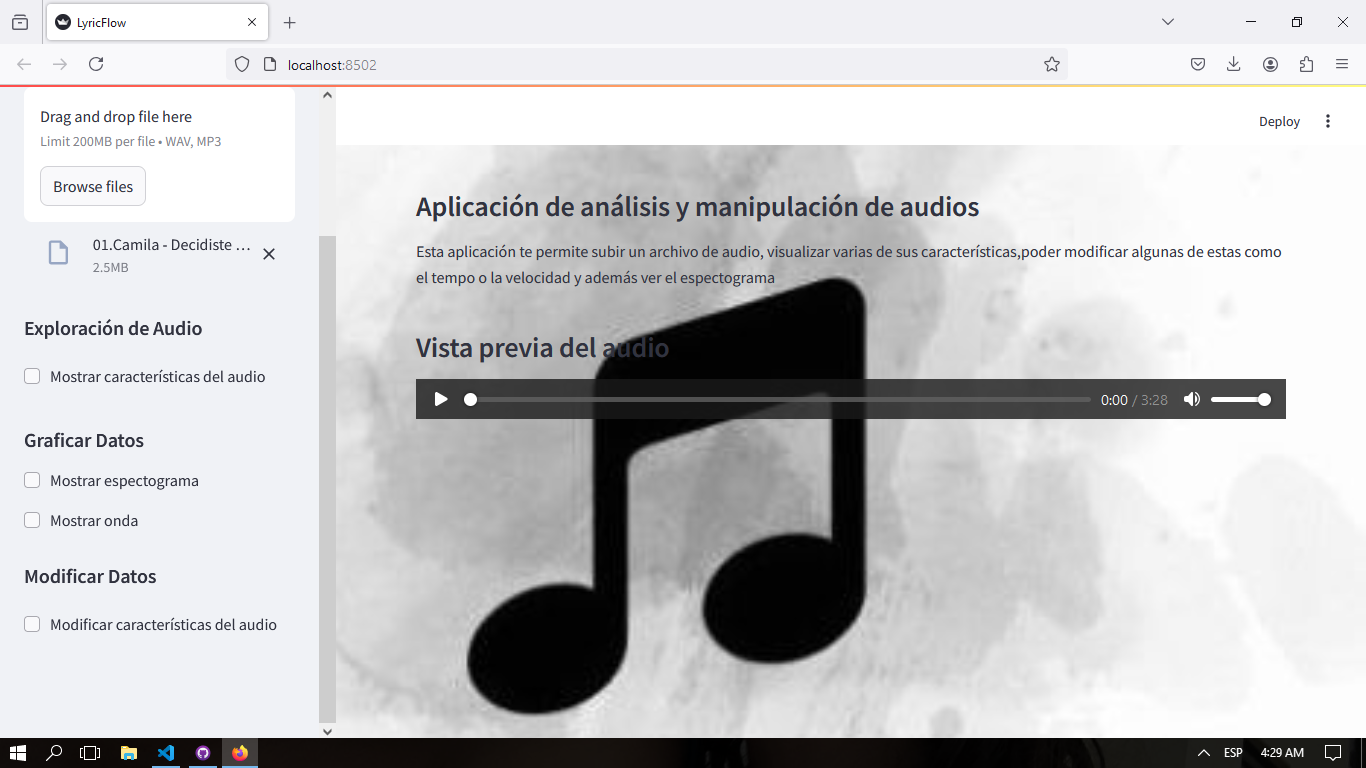 LyricFlow
localhost:8502
Deploy
Drag and drop file here
Limit 200MB per file • WAV, MP3
Browse files
01.Camila - Decidiste …
2.5MB
Exploración de Audio
Mostrar características del audio
Graficar Datos
Mostrar espectograma
Mostrar onda
Modificar Datos
Modificar características del audio
Aplicación de análisis y manipulación de audios
Esta aplicación te permite subir un archivo de audio, visualizar varias de sus características,poder modificar algunas de estas como
el tempo o la velocidad y además ver el espectograma
Vista previa del audio
0:00 / 3:28
ESP
4:29 AM